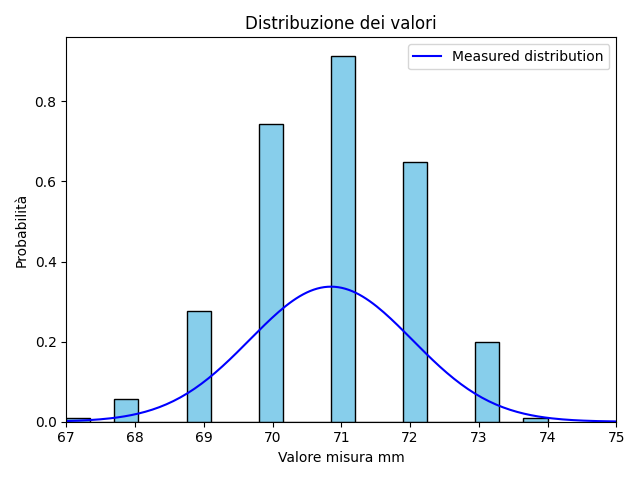 Distribuzione dei valori
Measured distribution
Probabilità
0.8
0.6
0.4
0.2
0.0
67 68 69 70 71 72 73 74 75
Valore misura mm